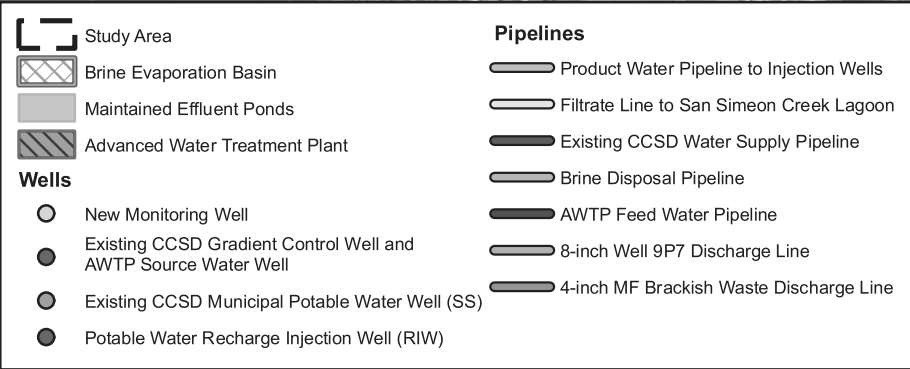 Study Area
Brine Evaporation Basin
Maintained Effluent Ponds
Advanced Water Treatment Plant
Wells
New Monitoring Well
Existing CCSD Gradient Control Well and
AWTP Source Water Well
Existing CCSD Municipal Potable Water Well (SS)
Potable Water Recharge Injection Well (RIW)
Pipelines
Product Water Pipeline to Injection Wells
Filtrate Line to San Simeon Creek Lagoon
Existing CCSD Water Supply Pipeline
Brine Disposal Pipeline
AWTP Feed Water Pipeline
8-inch Well 9P7 Discharge Line
4-inch MF Brackish Waste Discharge Line